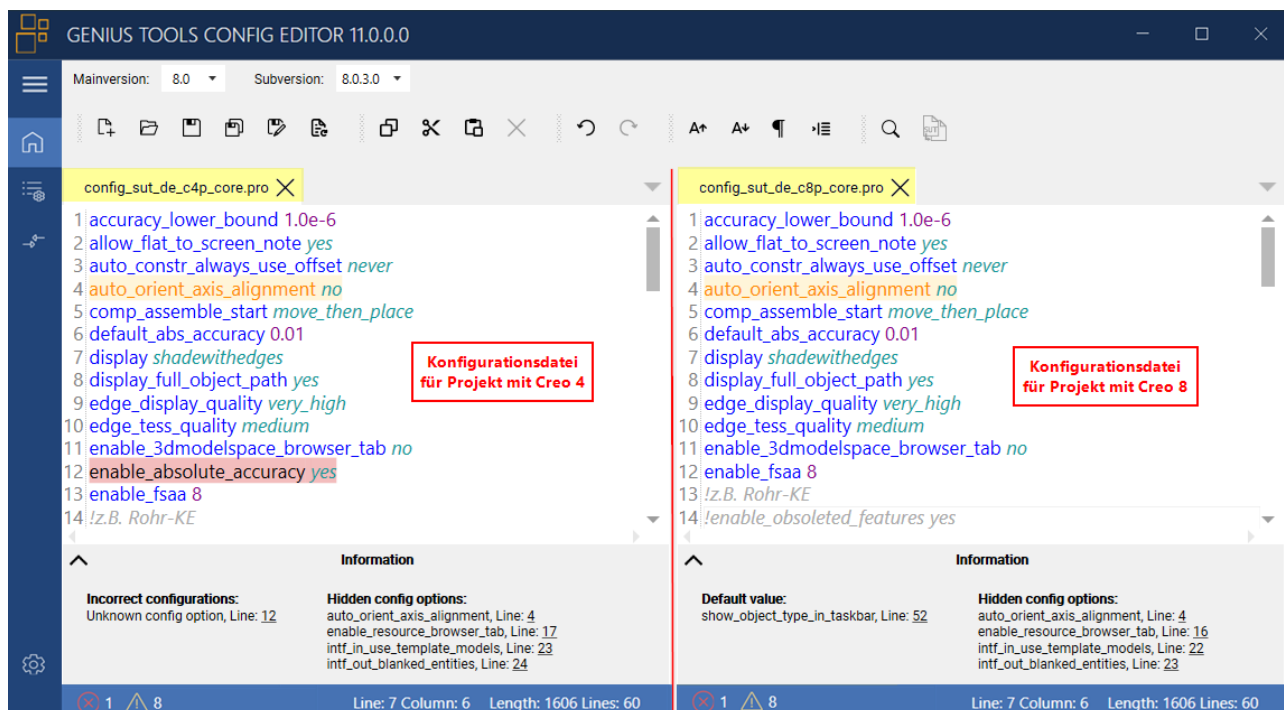 GENIUS TOOLS CONFIG EDITOR 11.0.0.0
Mainversion: 8.0 Subversion: 8.0.3.0
config_sut_de_c4p_core.pro
1 accuracy_lower_bound 1.0e-6
2 allow_flat_to_screen_note yes
3 auto_constr_always_use_offset never
4 auto_orient_axis_alignment no
5 comp_assemble_start move_then_place
6 default_abs_accuracy 0.01
7 display shadewithedges
8 display_full_object_path yes
9 edge_display_quality very_high
10 edge_tess_quality medium
11 enable_3dmodelspace_browser_tab no
12 enable_absolute_accuracy yes
13 enable_fsaa 8
14 !z.B. Rohr-KE
Konfigurationsdatei
für Projekt mit Creo 4
Information
Incorrect configurations:
Unknown config option, Line: 12
Hidden config options:
auto_orient_axis_alignment, Line: 4
enable_resource_browser_tab, Line: 17
intf_in_use_template_models, Line: 23
intf_out_blanked_entities, Line: 24
1 8 Line: 7 Column: 6 Length: 1606 Lines: 60
config_sut_de_c8p_core.pro
1 accuracy_lower_bound 1.0e-6
2 allow_flat_to_screen_note yes
3 auto_constr_always_use_offset never
4 auto_orient_axis_alignment no
5 comp_assemble_start move_then_place
6 default_abs_accuracy 0.01
7 display shadewithedges
8 display_full_object_path yes
9 edge_display_quality very_high
10 edge_tess_quality medium
11 enable_3dmodelspace_browser_tab no
12 enable_fsaa 8
13 !z.B. Rohr-KE
14 !enable_obsoleted_features yes
Konfigurationsdatei
für Projekt mit Creo 8
Information
Default value:
show_object_type_in_taskbar, Line: 52
Hidden config options:
auto_orient_axis_alignment, Line: 4
enable_resource_browser_tab, Line: 16
intf_in_use_template_models, Line: 22
intf_out_blanked_entities, Line: 23
1 8 Line: 7 Column: 6 Length: 1606 Lines: 60